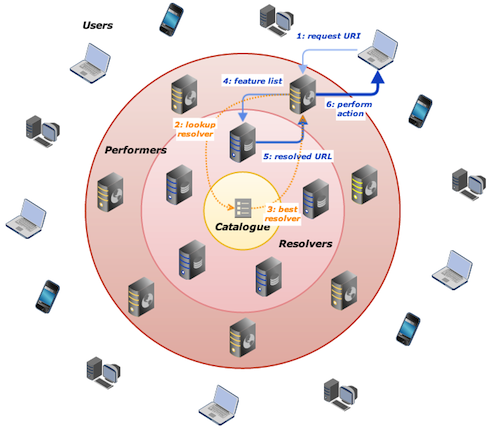 Users
1: request URI
4: feature list
6: perform
action
2: lookup
resolver
Performers
5: resolved URL
3: best
resolver
Catalogue
Resolvers